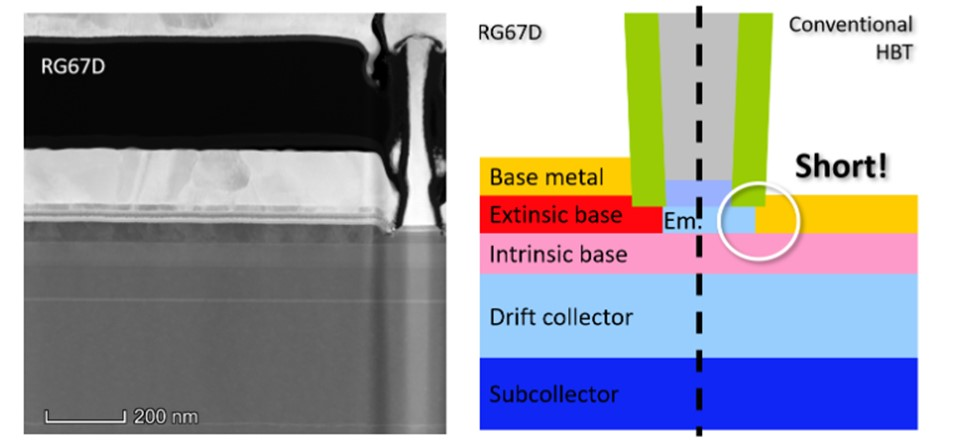 RG67D
200 nm
RG67D
Conventional
HBT
Short!
Base metal
Extinsic base
Em.
Intrinsic base
Drift collector
Subcollector